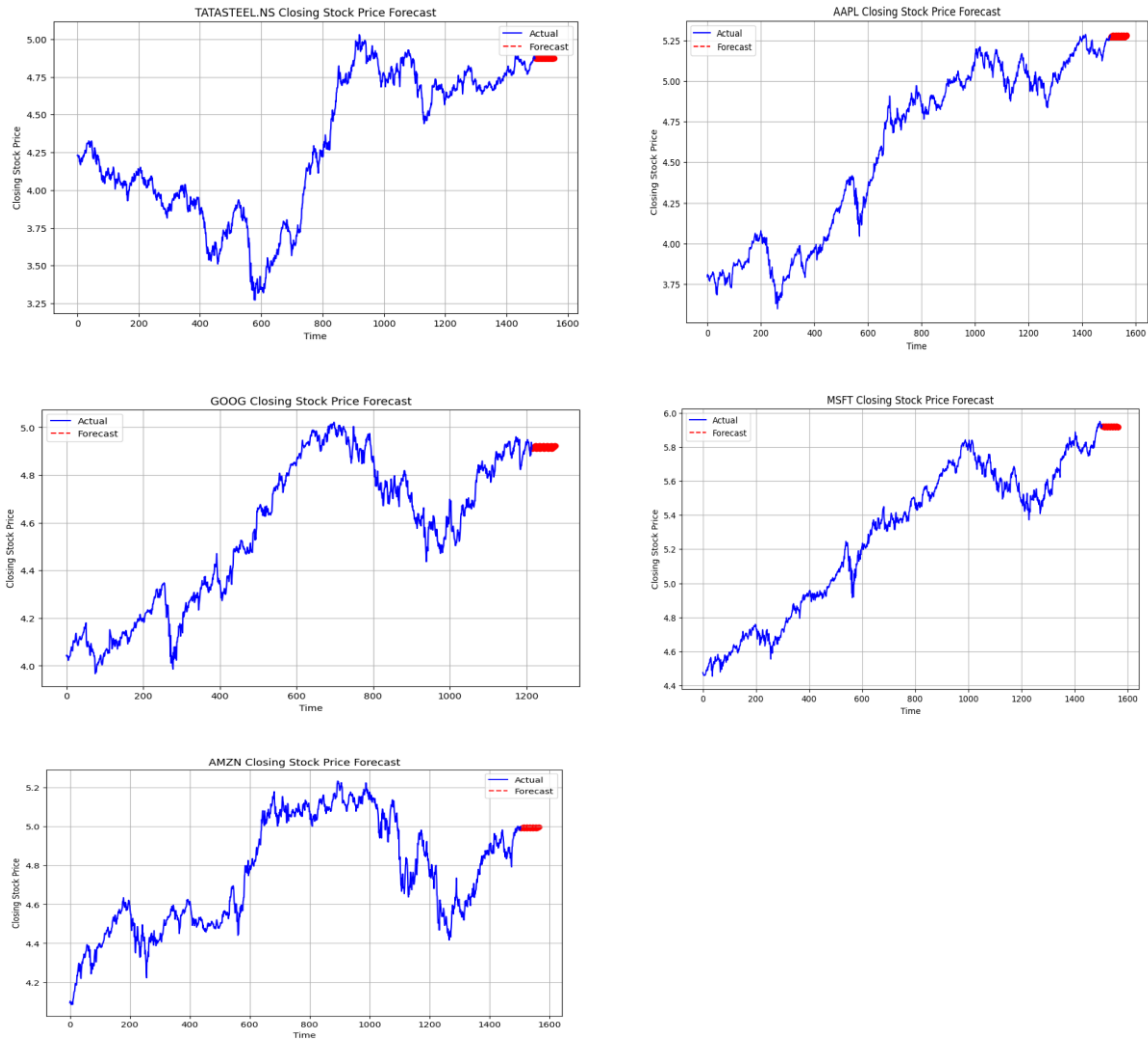 TATASTEEL.NS Closing Stock Price Forecast
Actual
Forecast
Closing Stock Price
5.00
4.75
4.50
4.25
4.00
3.75
3.50
3.25
0 200 400 600 800 1000 1200 1400 1600
Time
AAPL Closing Stock Price Forecast
Actual
Forecast
Closing Stock Price
5.25
5.00
4.75
4.50
4.25
4.00
3.75
0 200 400 600 800 1000 1200 1400 1600
Time
GOOG Closing Stock Price Forecast
Actual
Forecast
Closing Stock Price
5.0
4.8
4.6
4.4
4.2
4.0
0 200 400 600 800 1000 1200
Time
MSFT Closing Stock Price Forecast
Actual
Forecast
Closing Stock Price
6.0
5.8
5.6
5.4
5.2
5.0
4.8
4.6
4.4
0 200 400 600 800 1000 1200 1400 1600
Time
AMZN Closing Stock Price Forecast
Actual
Forecast
Closing Stock Price
5.2
5.0
4.8
4.6
4.4
4.2
0 200 400 600 800 1000 1200 1400 1600
Time